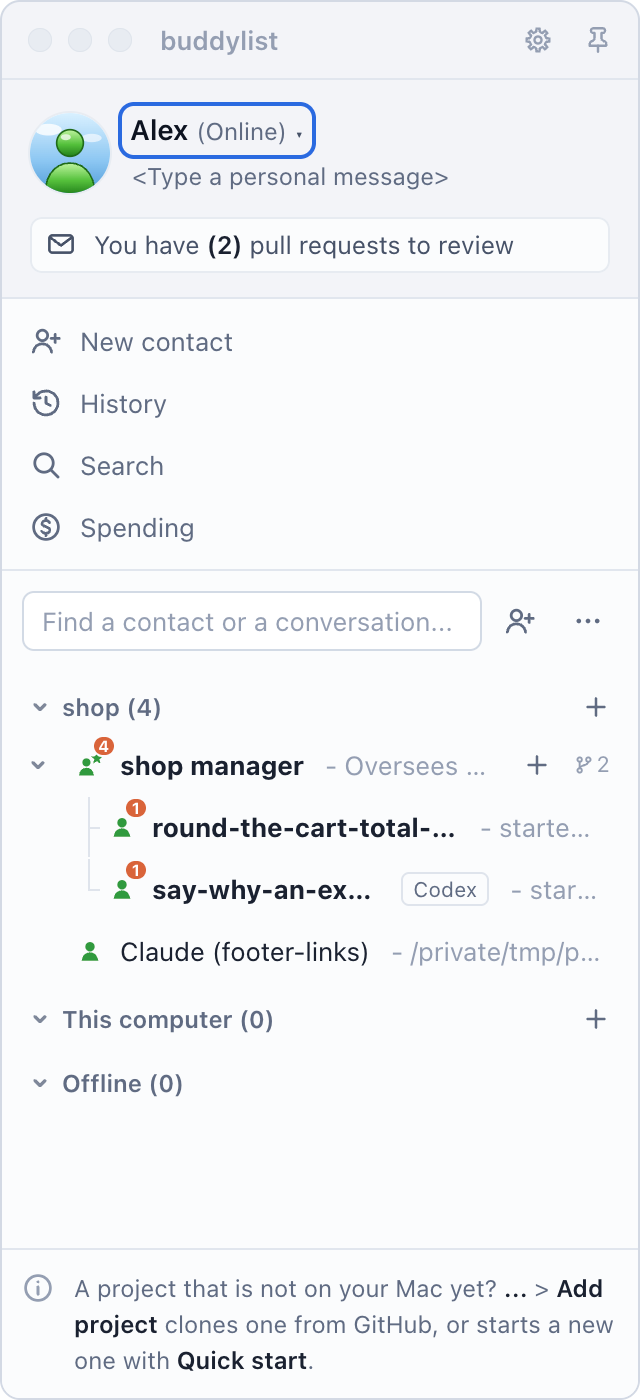 buddylist
Alex (Online)
<Type a personal message>
You have (2) pull requests to review
New contact
History
Search
Spending
Find a contact or a conversation...
shop (4)
4
shop manager - Oversees ... 2
1
round-the-cart-total-... - starte...
1
say-why-an-ex... Codex - star...
Claude (footer-links) - /private/tmp/p...
This computer (0)
Offline (0)
A project that is not on your Mac yet? ... > Add
project clones one from GitHub, or starts a new
one with Quick start.